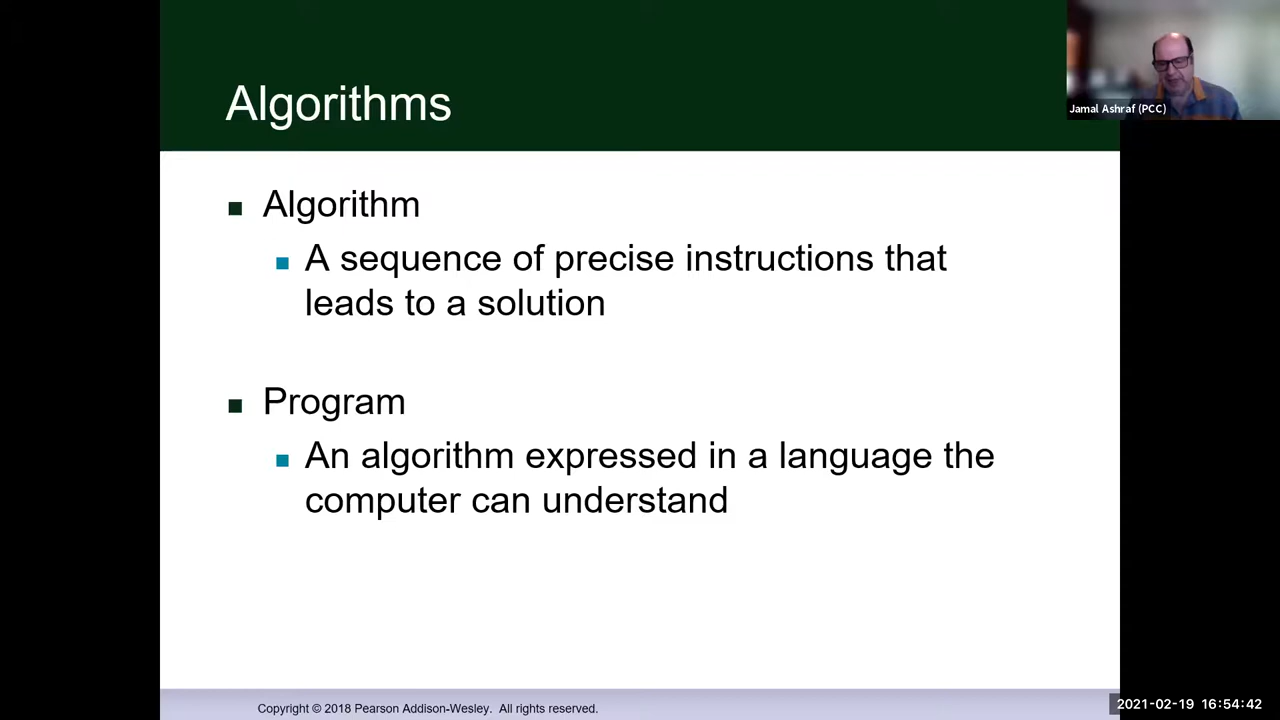 Algorithms
Jamal Ashraf (PCC)
Algorithm
A sequence of precise instructions that
leads to a solution
Program
An algorithm expressed in a language the
computer can understand
Copyright © 2018 Pearson Addison-Wesley. All rights reserved.
2021-02-19 16:54:42